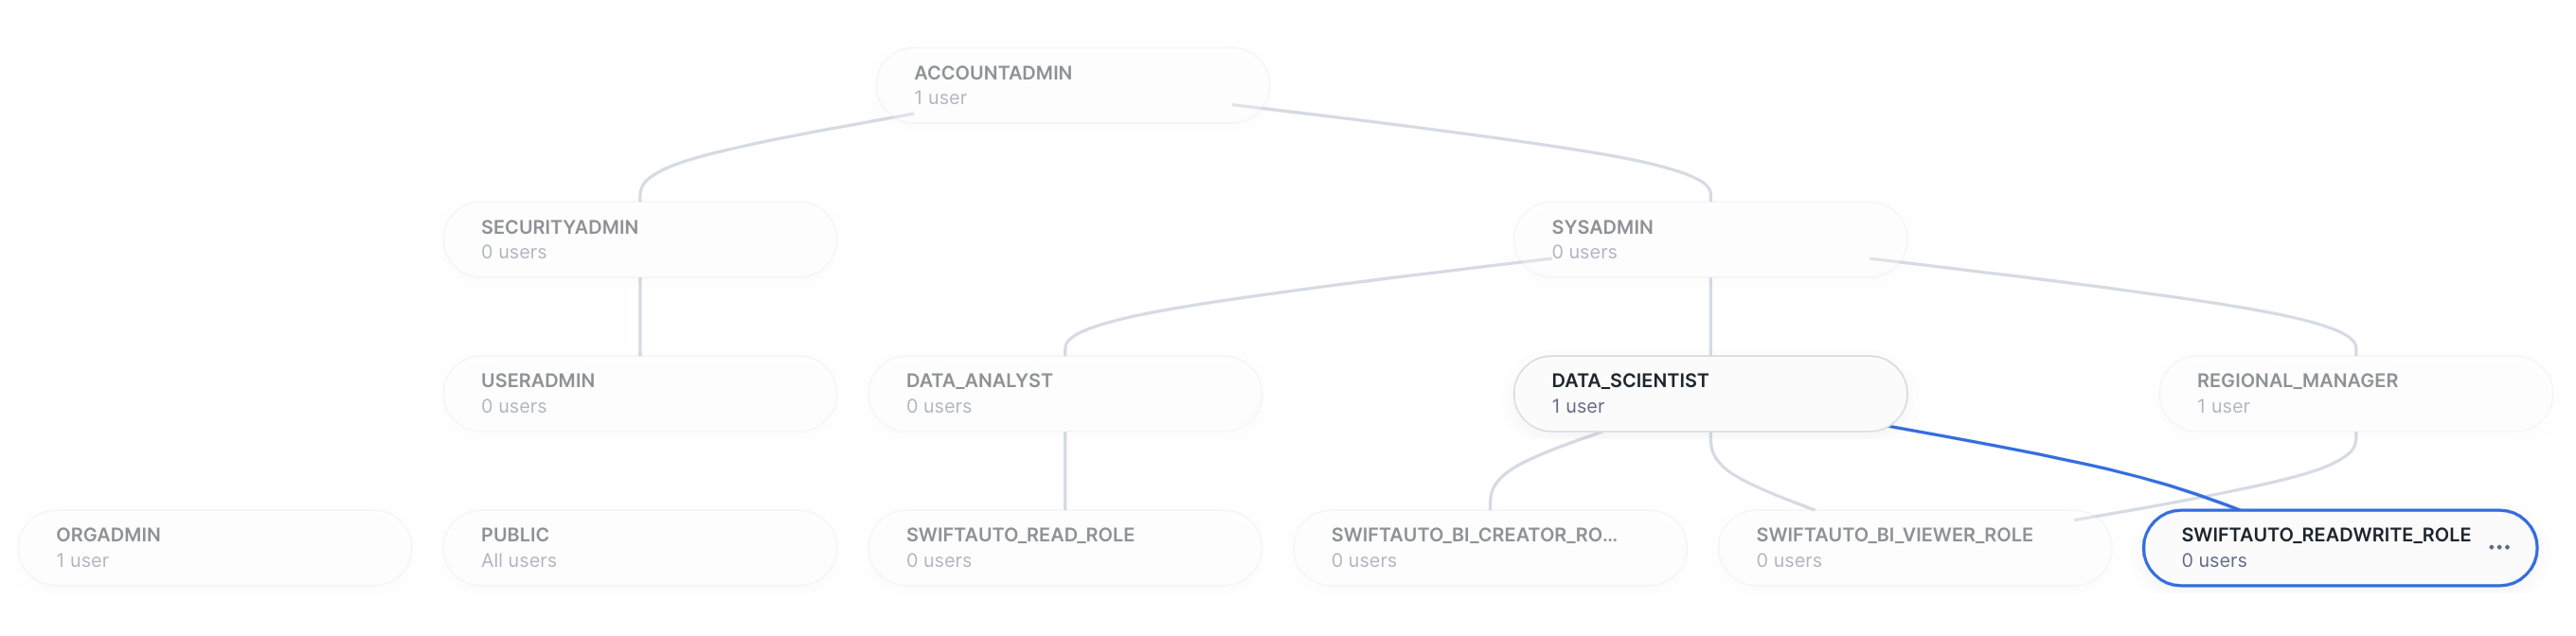 ACCOUNTADMIN
1 user
SECURITYADMIN
0 users
SYSADMIN
0 users
USERADMIN
0 users
DATA_ANALYST
0 users
DATA_SCIENTIST
1 user
REGIONAL_MANAGER
1 user
ORGADMIN
1 user
PUBLIC
All users
SWIFTAUTO_READ_ROLE
0 users
SWIFTAUTO_BI_CREATOR_RO...
0 users
SWIFTAUTO_BI_VIEWER_ROLE
0 users
SWIFTAUTO_READWRITE_ROLE
0 users